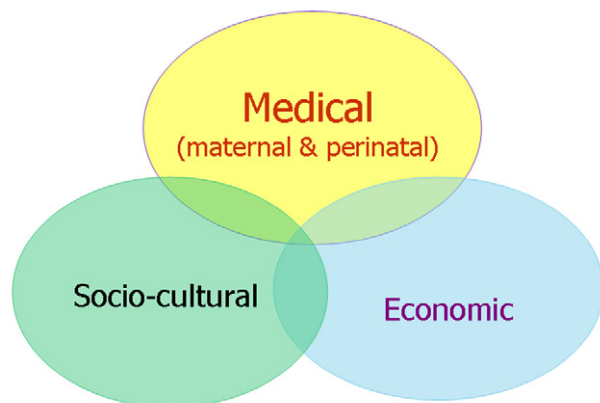 Medical
(maternal & perinatal)
Socio-cultural
Economic